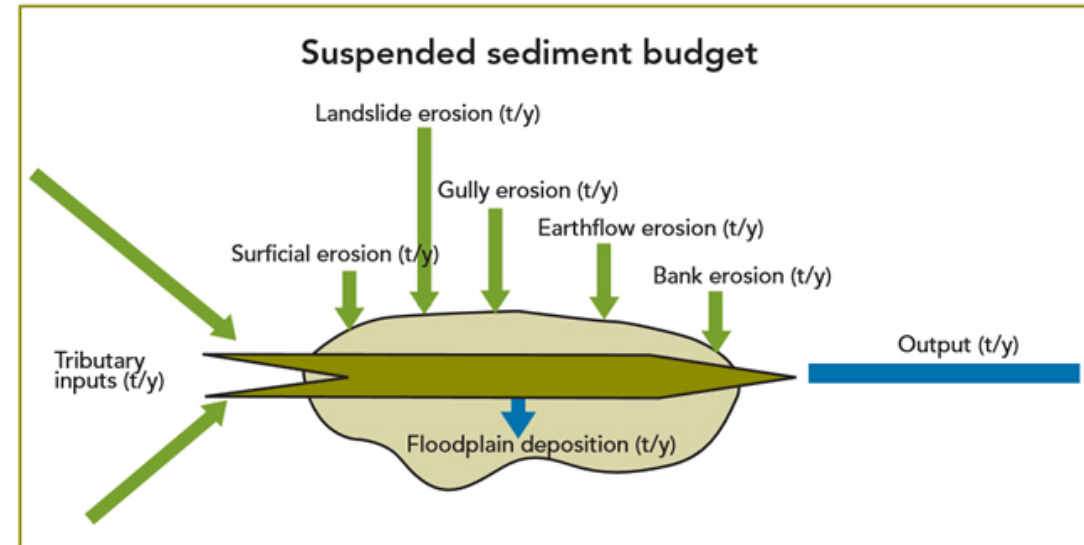 Suspended sediment budget
Landslide erosion (t/y)
Gully erosion (t/y)
Earthflow erosion (t/y)
Surficial erosion (t/y)
Bank erosion (t/y)
Output (t/y)
Tributary
inputs (t/y)
Floodplain deposition (t/y)